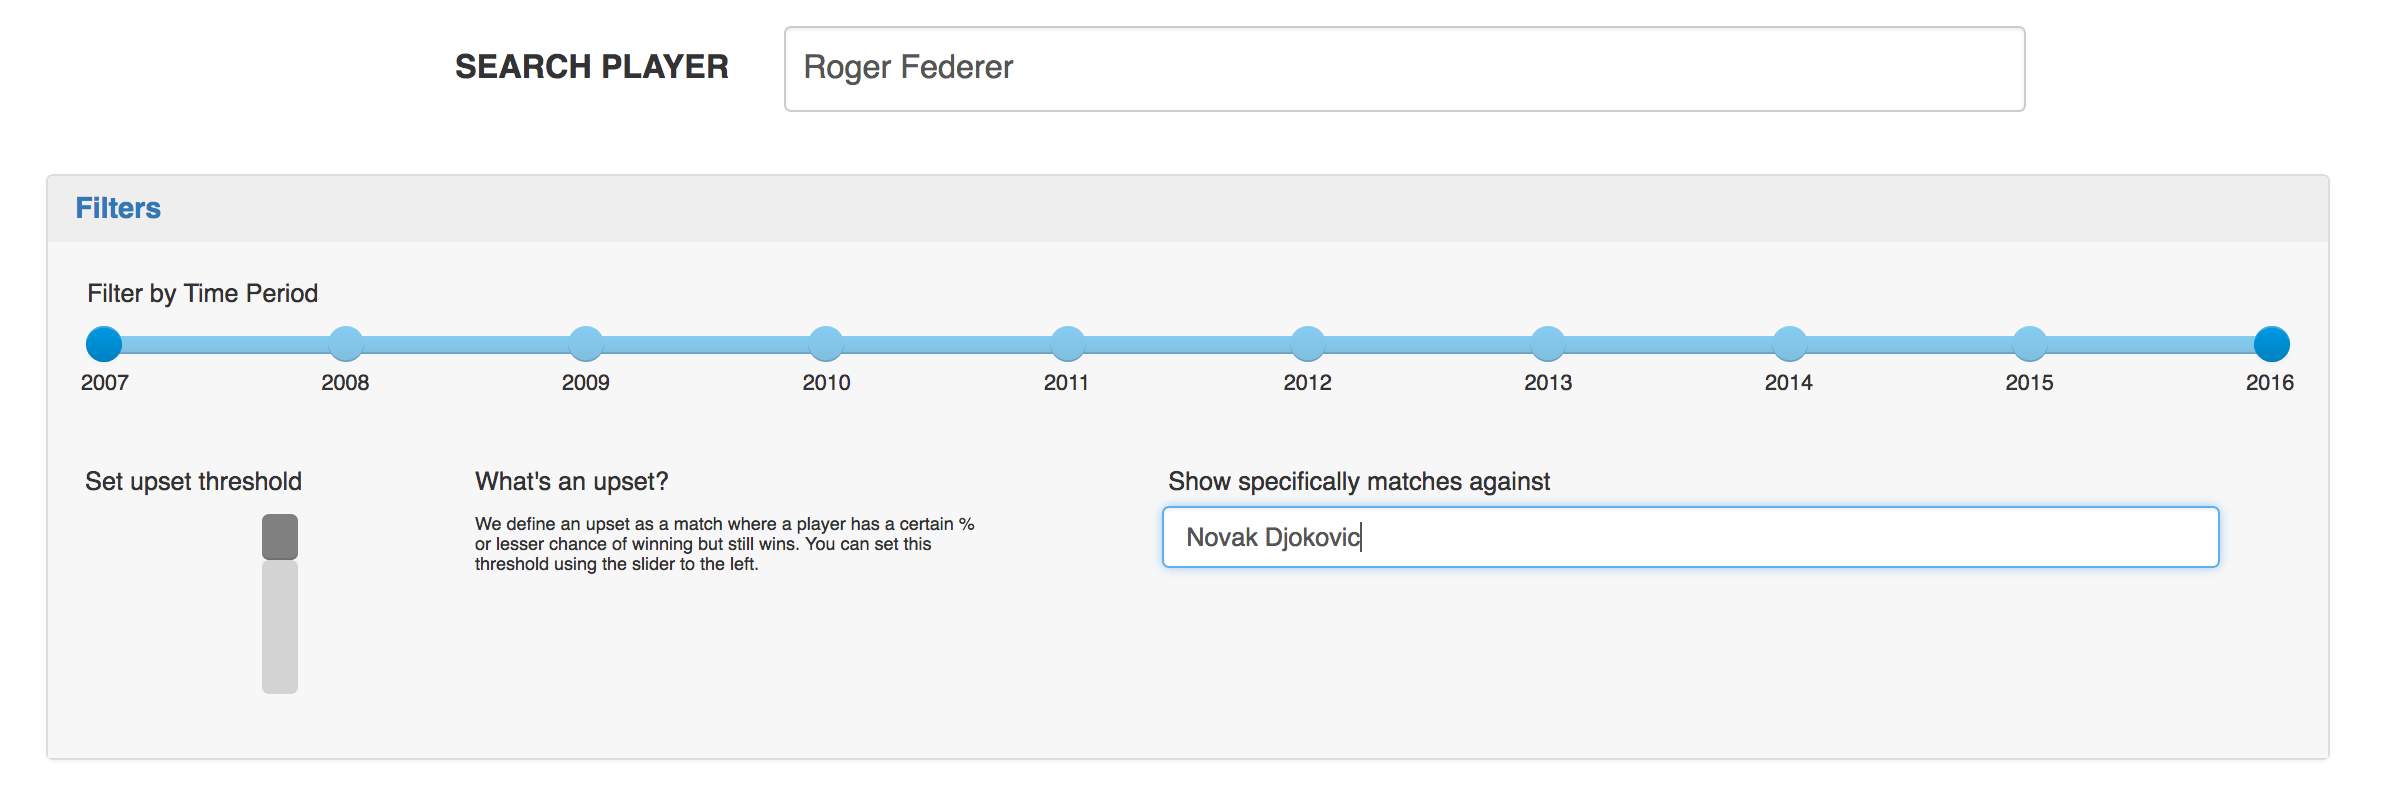 SEARCH PLAYER Roger Federer
Filters
Filter by Time Period
2007 2008 2009 2010 2011 2012 2013 2014 2015 2016
Set upset threshold
What's an upset?
We define an upset as a match where a player has a certain %
or lesser chance of winning but still wins. You can set this
threshold using the slider to the left.
Show specifically matches against
Novak Djokovic